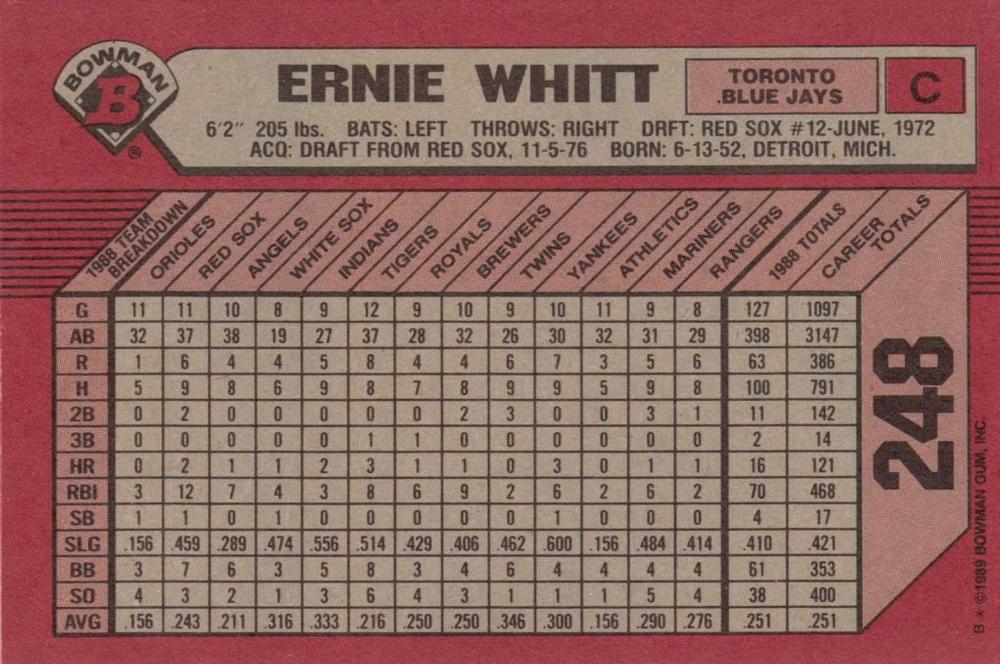 BOWMAN
B
®
ERNIE WHITT
TORONTO
.BLUE JAYS
C
6'2" 205 lbs. BATS: LEFT THROWS: RIGHT DRFT: RED SOX #12-JUNE, 1972
ACQ: DRAFT FROM RED SOX, 11-5-76 BORN: 6-13-52, DETROIT, MICH.
1988 TEAM
BREAKDOWN
ORIOLES
RED SOX
ANGELS
WHITE SOX
INDIANS
TIGERS
ROYALS
BREWERS
TWINS
YANKEES
ATHLETICS
MARINERS
RANGERS
1988 TOTALS
CAREER
TOTALS
G 11 11 10 8 9 12 9 10 9 10 11 9 8 127 1097
AB 32 37 38 19 27 37 28 32 26 30 32 31 29 398 3147
R 1 6 4 4 5 8 4 4 6 7 3 5 6 63 386
H 5 9 8 6 9 8 7 8 9 9 5 9 8 100 791
2B 0 2 0 0 0 0 0 2 3 0 0 3 1 11 142
3B 0 0 0 0 0 1 1 0 0 0 0 0 0 2 14
HR 0 2 1 1 2 3 1 1 0 3 0 1 1 16 121
RBI 3 12 7 4 3 8 6 9 2 6 2 6 2 70 468
SB 1 1 0 1 0 0 0 0 0 1 0 0 0 4 17
SLG .156 .459 .289 .474 .556 .514 .429 .406 .462 .600 .156 .484 .414 .410 .421
BB 3 7 6 3 5 8 3 4 6 4 4 4 4 61 353
SO 4 3 2 1 3 6 4 3 1 1 1 5 4 38 400
AVG .156 .243 .211 .316 .333 .216 .250 .250 .346 .300 .156 .290 .276 .251 .251
248
B * ©1989 BOWMAN GUM, INC.